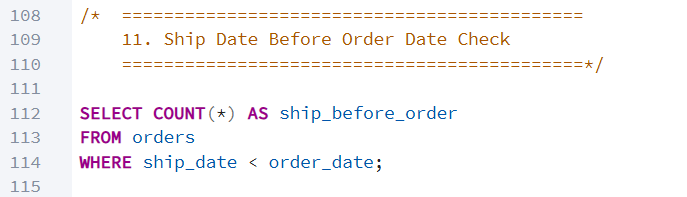 108 /* ============================================
109 11. Ship Date Before Order Date Check
110 ============================================*/
111
112 SELECT COUNT(*) AS ship_before_order
113 FROM orders
114 WHERE ship_date < order_date;
115